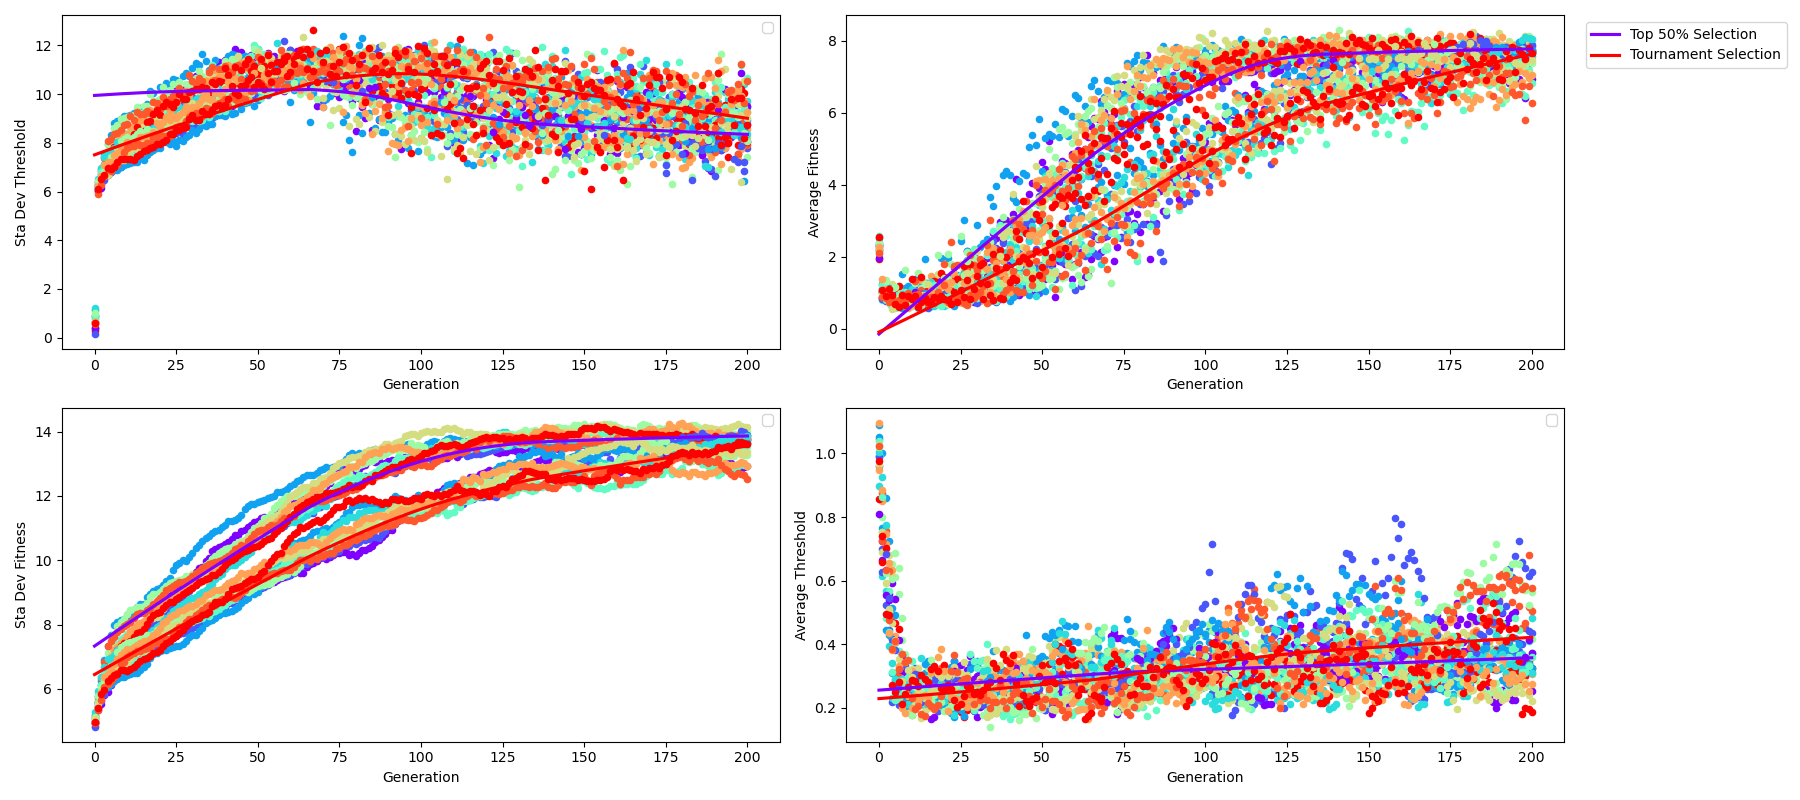 12
10
8
6
4
2
0
Sta Dev Threshold
0 25 50 75 100 125 150 175 200
Generation
8
6
4
2
0
Average Fitness
0 25 50 75 100 125 150 175 200
Generation
Top 50% Selection
Tournament Selection
14
12
10
8
6
Sta Dev Fitness
0 25 50 75 100 125 150 175 200
Generation
1.0
0.8
0.6
0.4
0.2
Average Threshold
0 25 50 75 100 125 150 175 200
Generation